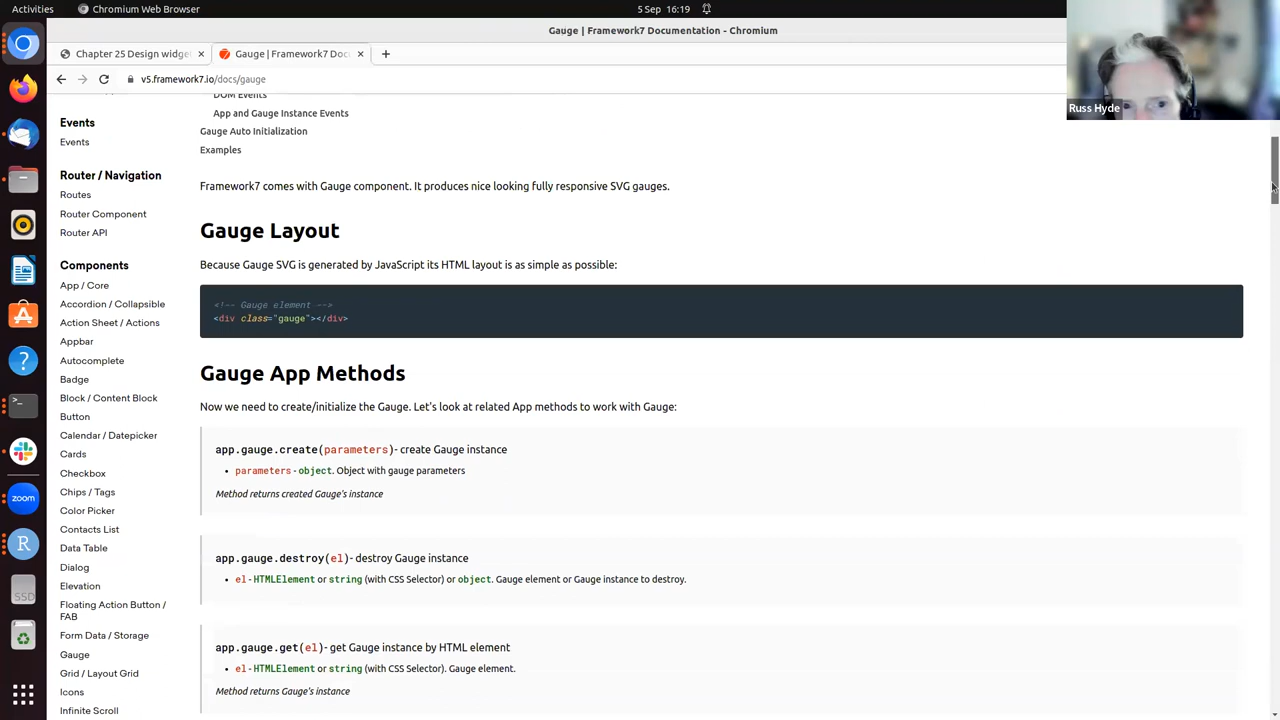 Activities
Chromium Web Browser
5 Sep 16:19
Gauge | Framework7 Documentation - Chromium
Chapter 25 Design widge
Gauge | Framework7 Doc
v5.framework7.io/docs/gauge
Russ Hyde
Events
Events
Router / Navigation
Routes
Router Component
Router API
Components
App / Core
Accordion / Collapsible
Action Sheet / Actions
Appbar
Autocomplete
Badge
Block / Content Block
Button
Calendar / Datepicker
Cards
Checkbox
Chips / Tags
Color Picker
Contacts List
Data Table
Dialog
Elevation
Floating Action Button /
FAB
Form Data / Storage
Gauge
Grid / Layout Grid
Icons
Infinite Scroll
DOM Events
App and Gauge Instance Events
Gauge Auto Initialization
Examples
Framework7 comes with Gauge component. It produces nice looking fully responsive SVG gauges.
Gauge Layout
Because Gauge SVG is generated by JavaScript its HTML layout is as simple as possible:
<!-- Gauge element -->
<div class="gauge"></div>
Gauge App Methods
Now we need to create/initialize the Gauge. Let's look at related App methods to work with Gauge:
app.gauge.create(parameters)- create Gauge instance
parameters - object. Object with gauge parameters
Method returns created Gauge's instance
app.gauge.destroy(el)- destroy Gauge instance
el - HTMLElement or string (with CSS Selector) or object. Gauge element or Gauge instance to destroy.
app.gauge.get(el)- get Gauge instance by HTML element
el - HTMLElement or string (with CSS Selector). Gauge element.
Method returns Gauge's instance
zoom
R
SSD